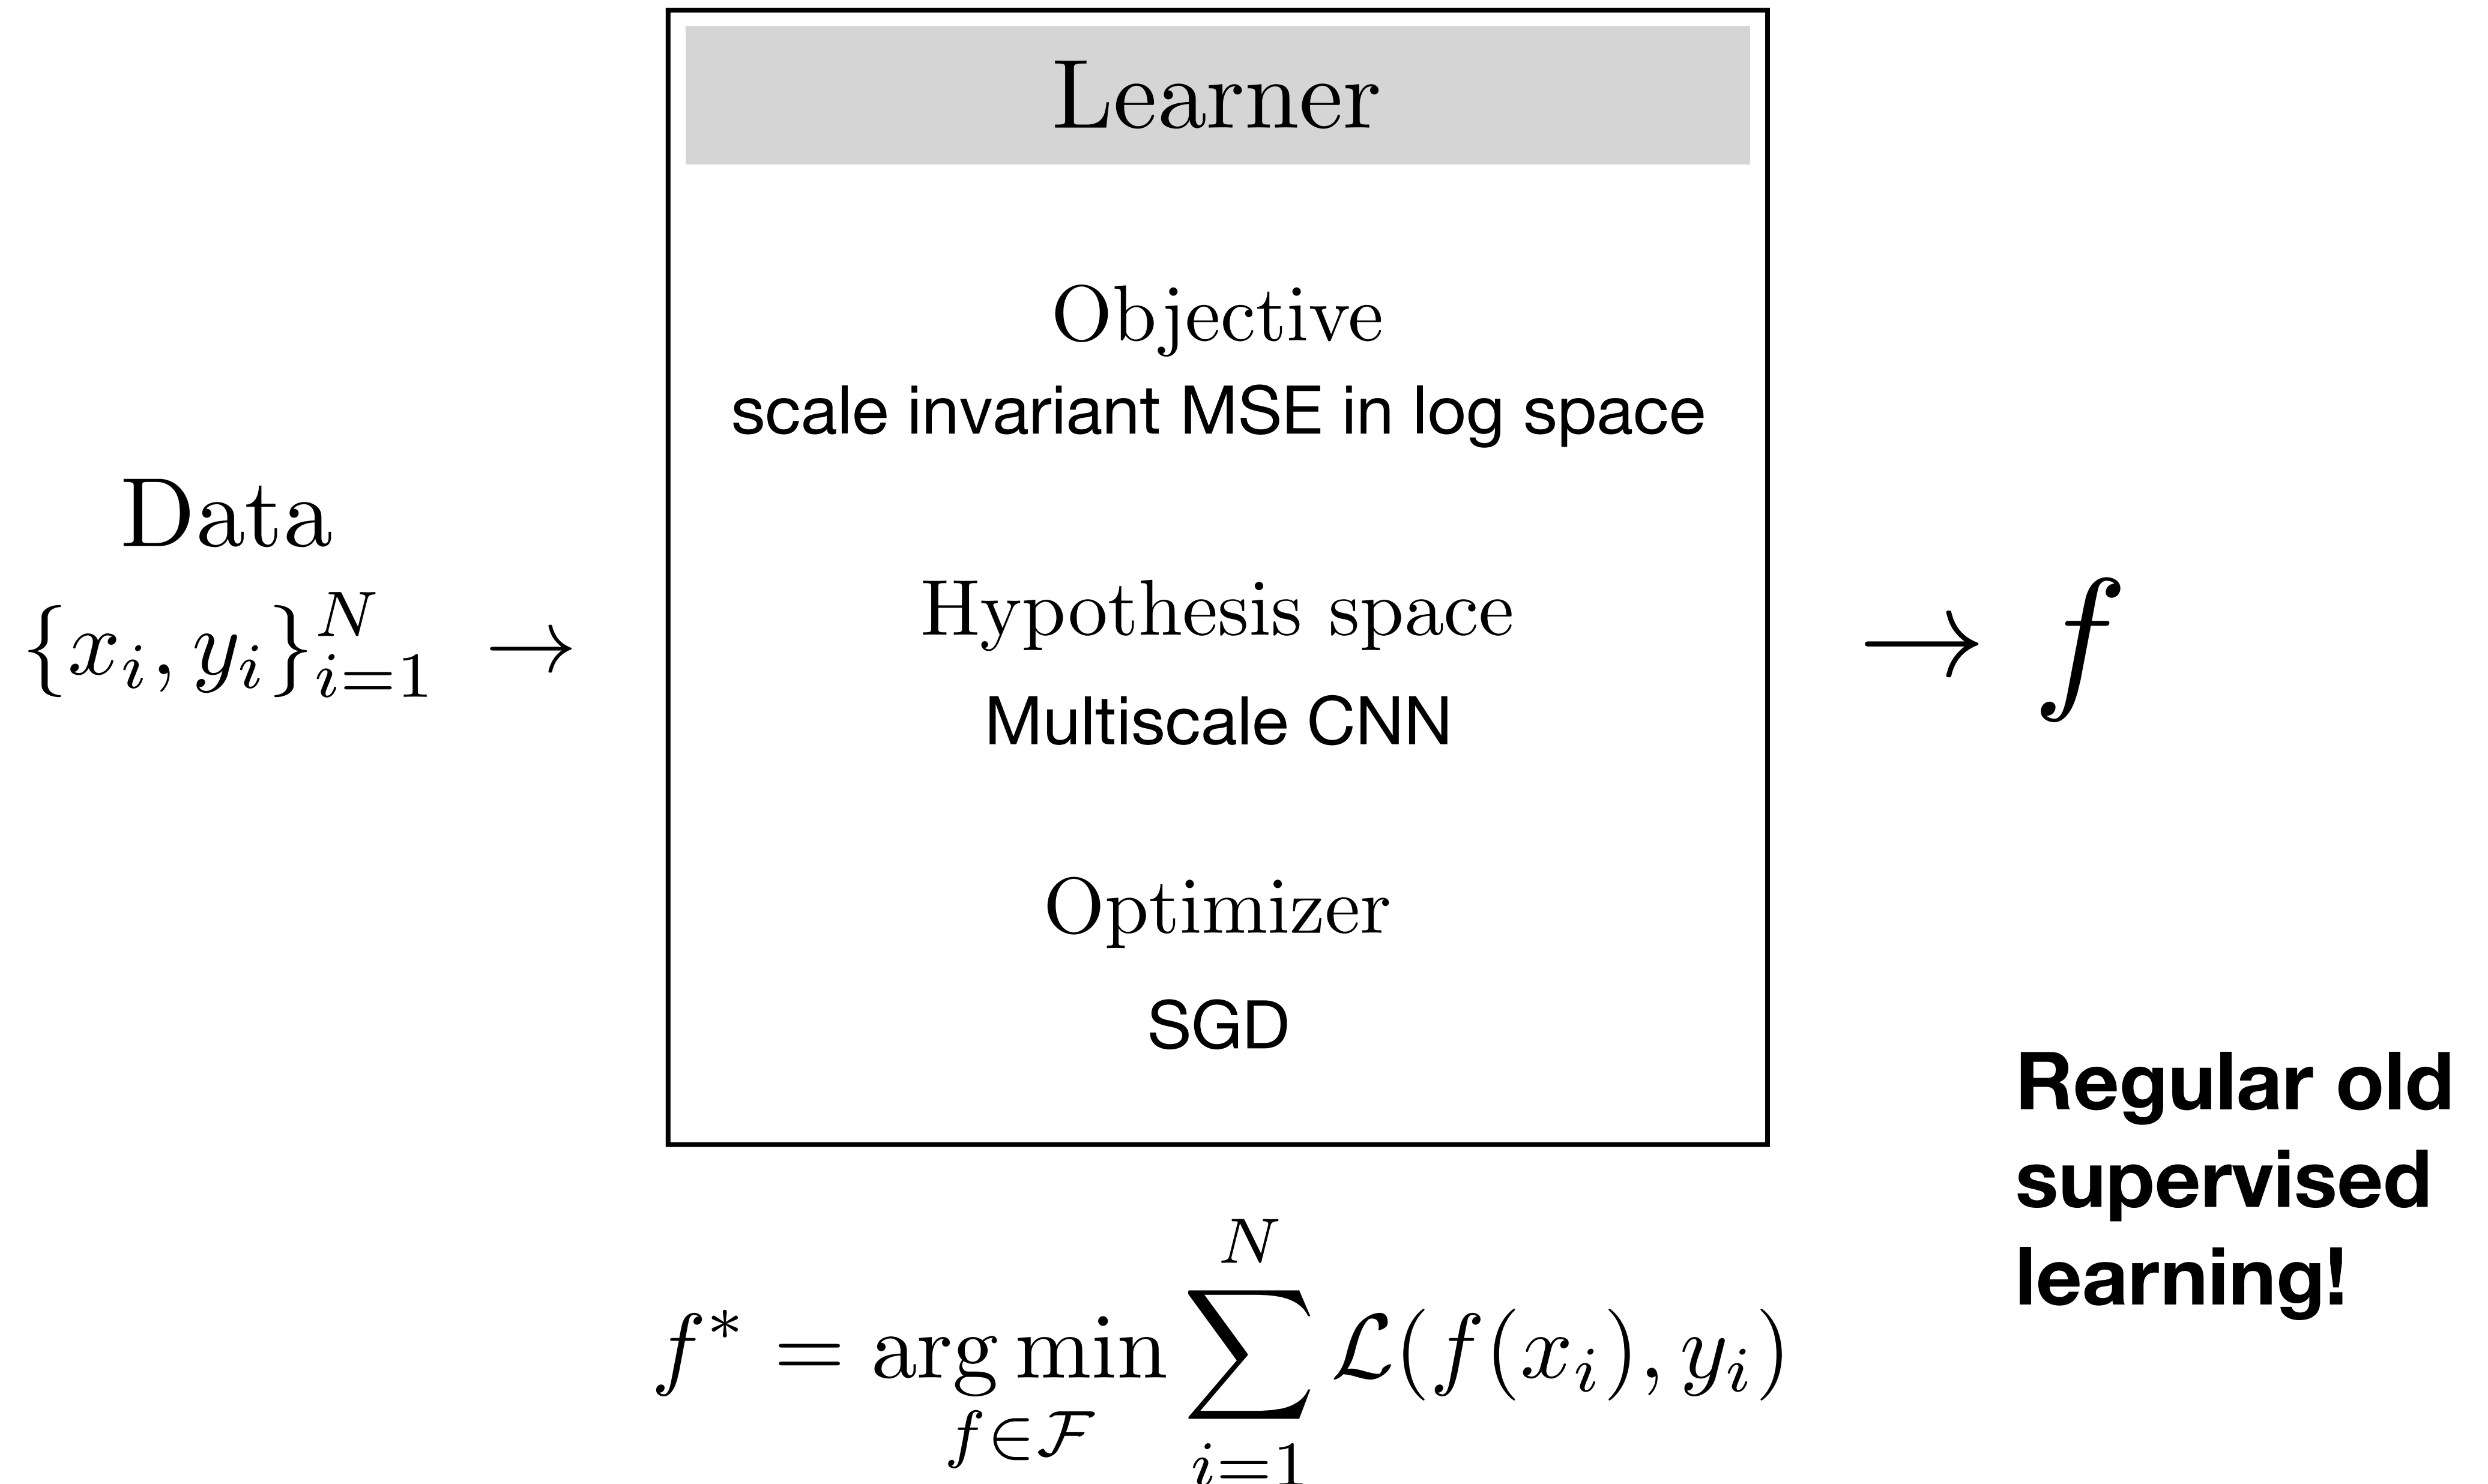 Learner
Objective
scale invariant MSE in log space
Data
{x_i, y_i}_{i=1}^N →
Hypothesis space
Multiscale CNN
→ f
Optimizer
SGD
Regular old
supervised
learning!
f* = arg min_{f∈𝓕} ∑_{i=1}^N 𝓛(f(x_i), y_i)